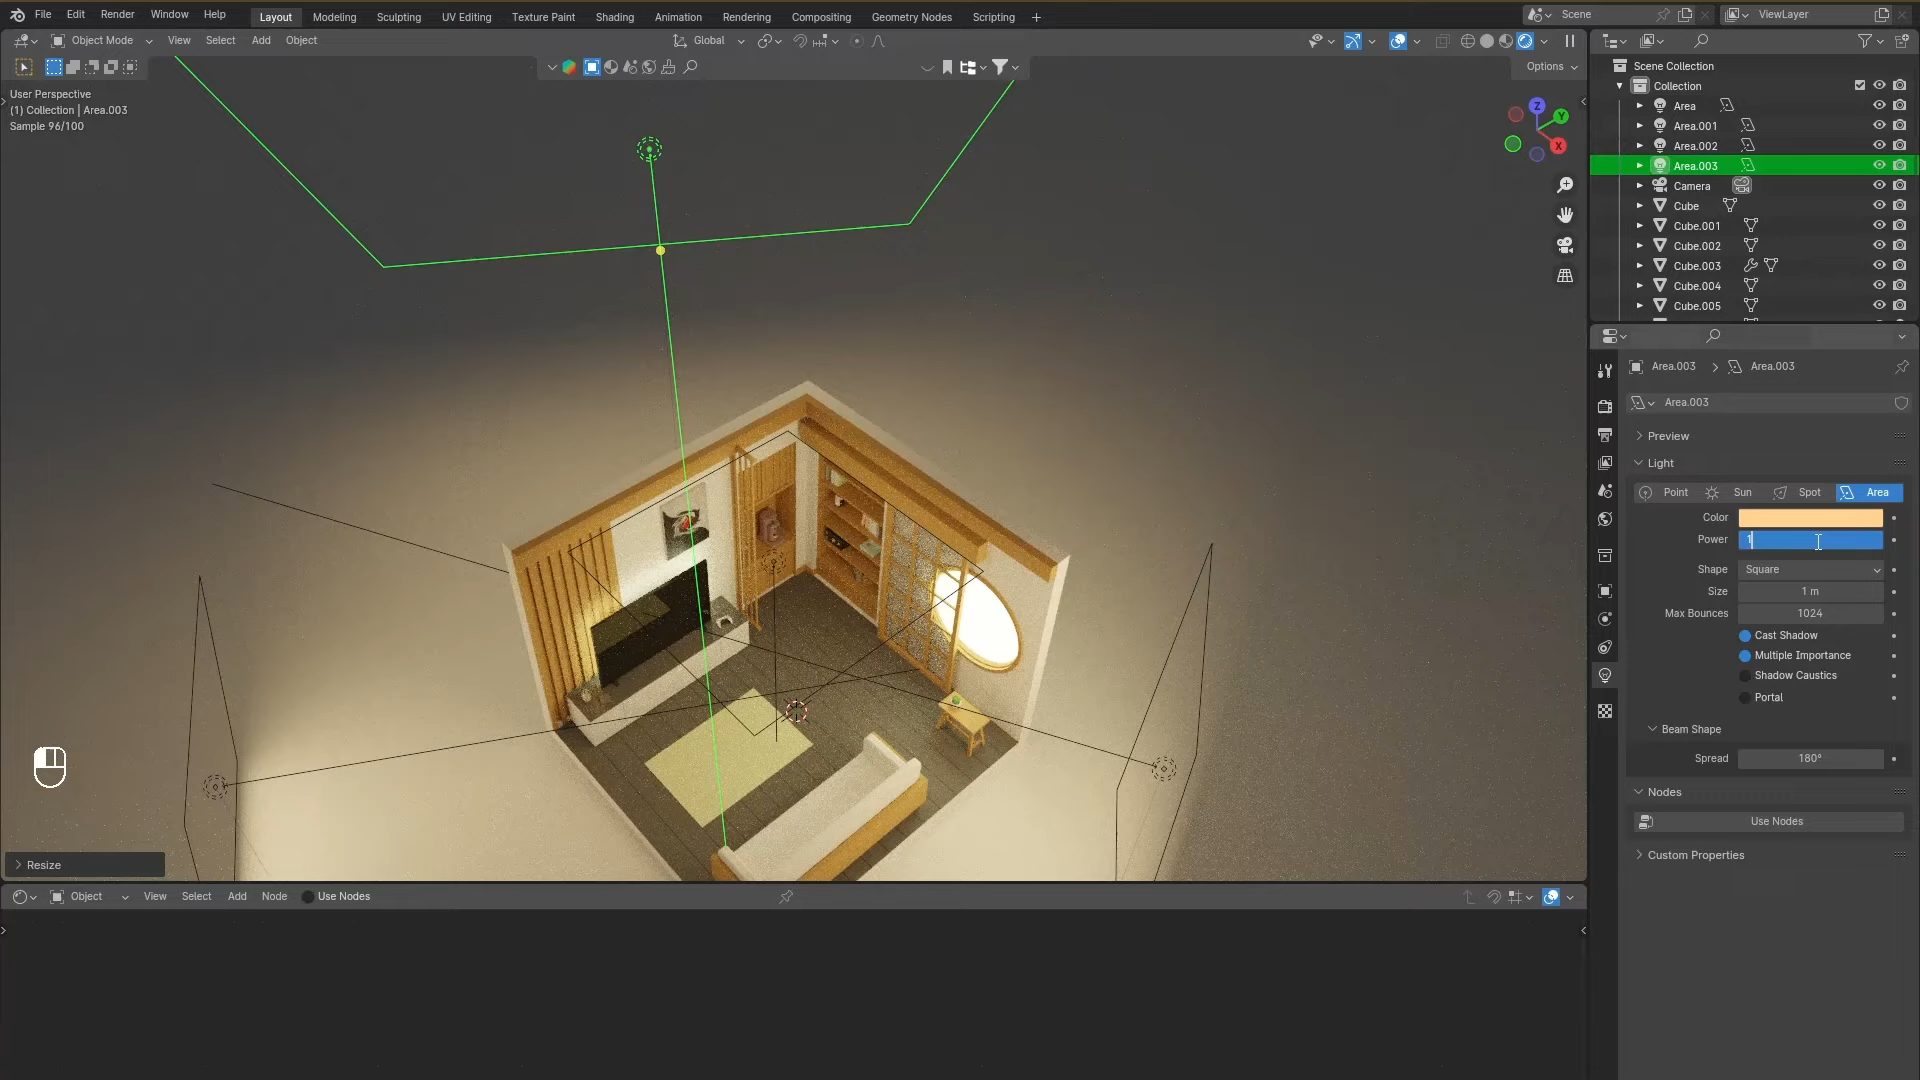 File Edit Render Window Help Layout Modeling Sculpting UV Editing Texture Paint Shading Animation Rendering Compositing Geometry Nodes Scripting + Scene ViewLayer
Object Mode View Select Add Object Global
Options
User Perspective
(1) Collection | Area.003
Sample 96/100
Z
Y
X
Resize
Object View Select Add Node Use Nodes
Scene Collection
Collection
Area
Area.001
Area.002
Area.003
Camera
Cube
Cube.001
Cube.002
Cube.003
Cube.004
Cube.005
Area.003 > Area.003
Area.003
Preview
Light
Point Sun Spot Area
Color
Power 1
Shape Square
Size 1 m
Max Bounces 1024
Cast Shadow
Multiple Importance
Shadow Caustics
Portal
Beam Shape
Spread 180°
Nodes
Use Nodes
Custom Properties